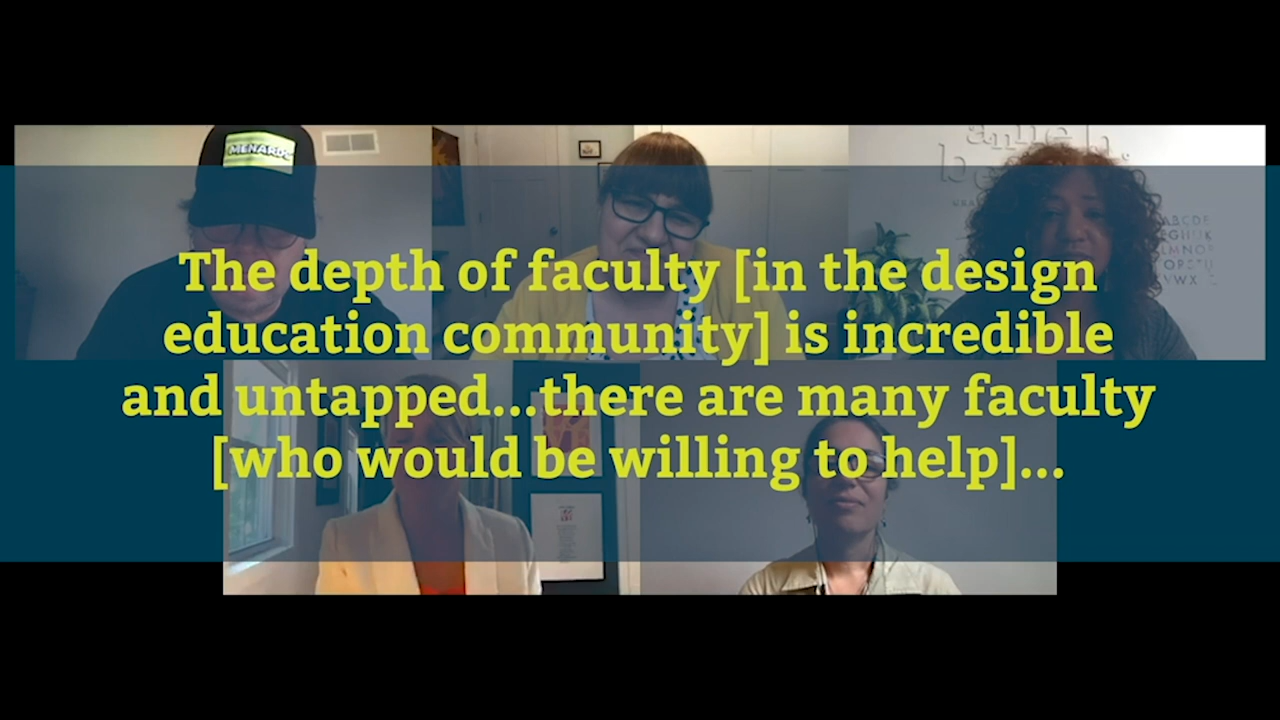 MENARDS
The depth of faculty [in the design
education community] is incredible
and untapped...there are many faculty
[who would be willing to help]...